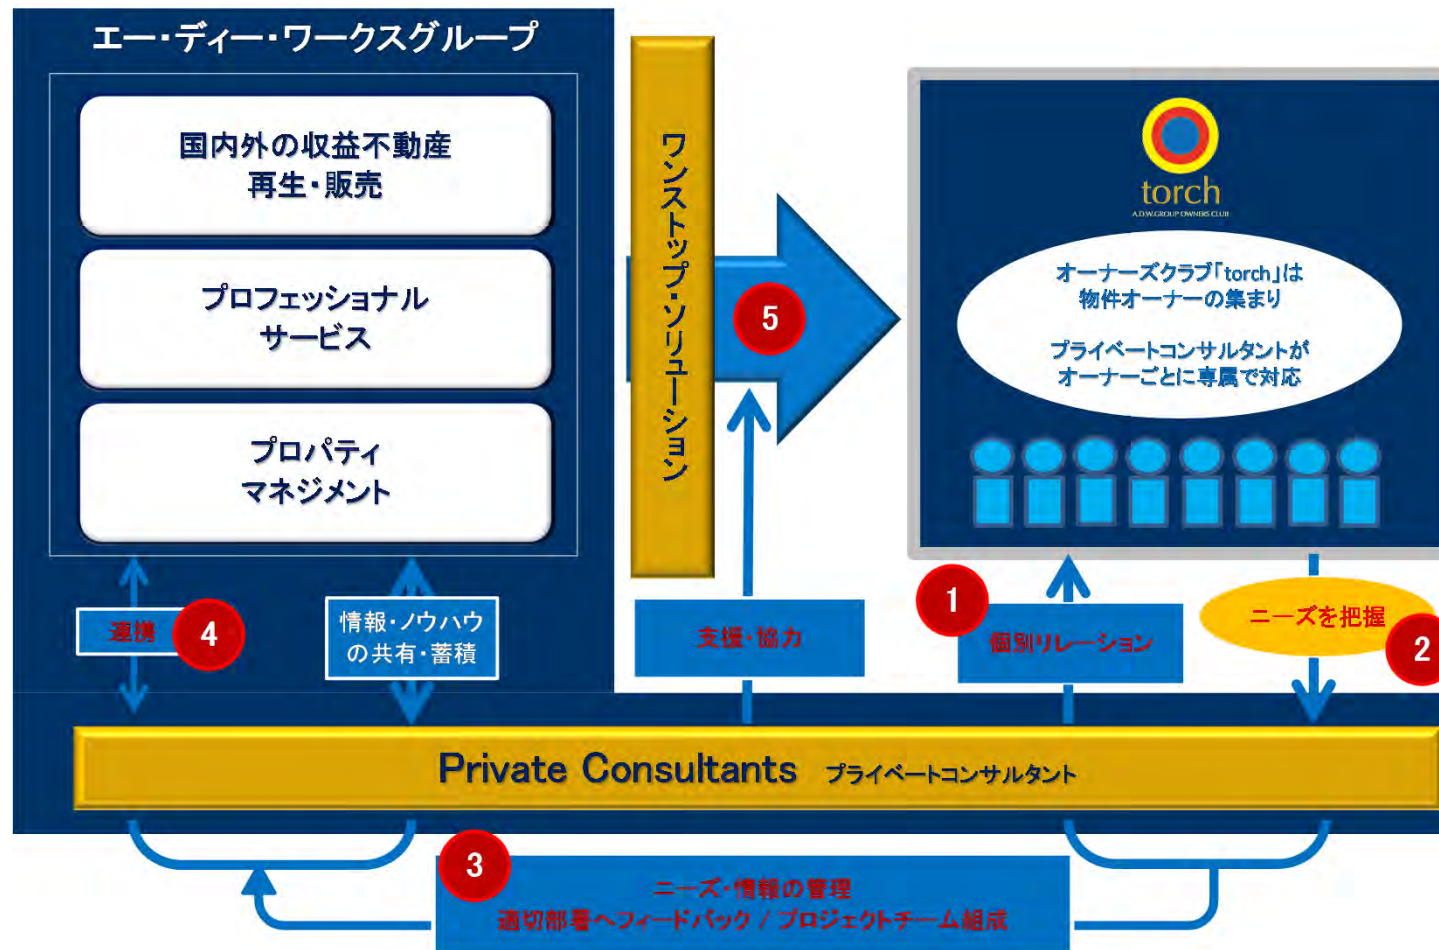 エー・ディー・ワークスグループ
国内外の収益不動産
再生・販売
プロフェッショナル
サービス
プロパティ
マネジメント
ワンストップ・ソリューション
5
torch
A.D.W.GROUP OWNERS CLUB
オーナーズクラブ「torch」は
物件オーナーの集まり
プライベートコンサルタントが
オーナーごとに専属で対応
連携
4
情報・ノウハウ
の共有・蓄積
支援・協力
1
個別リレーション
ニーズを把握
2
Private Consultants プライベートコンサルタント
3
ニーズ・情報の管理
適切部署へフィードバック / プロジェクトチーム組成